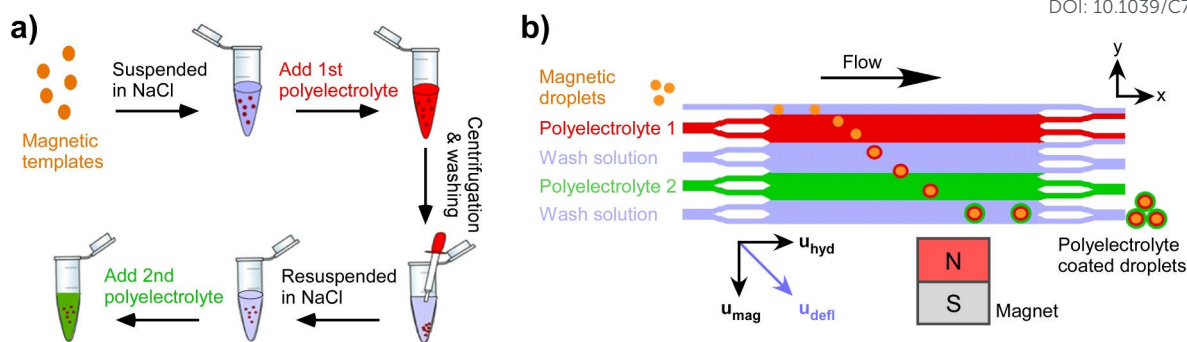 DOI: 10.1039/C7
a)
Suspended
in NaCl
Add 1st
polyelectrolyte
Magnetic
templates
Centrifugation
& washing
Resuspended
in NaCl
Add 2nd
polyelectrolyte
b)
Flow
y
x
Magnetic
droplets
Polyelectrolyte 1
Wash solution
Polyelectrolyte 2
Wash solution
u_hyd
u_mag
u_defl
N
S
Magnet
Polyelectrolyte
coated droplets